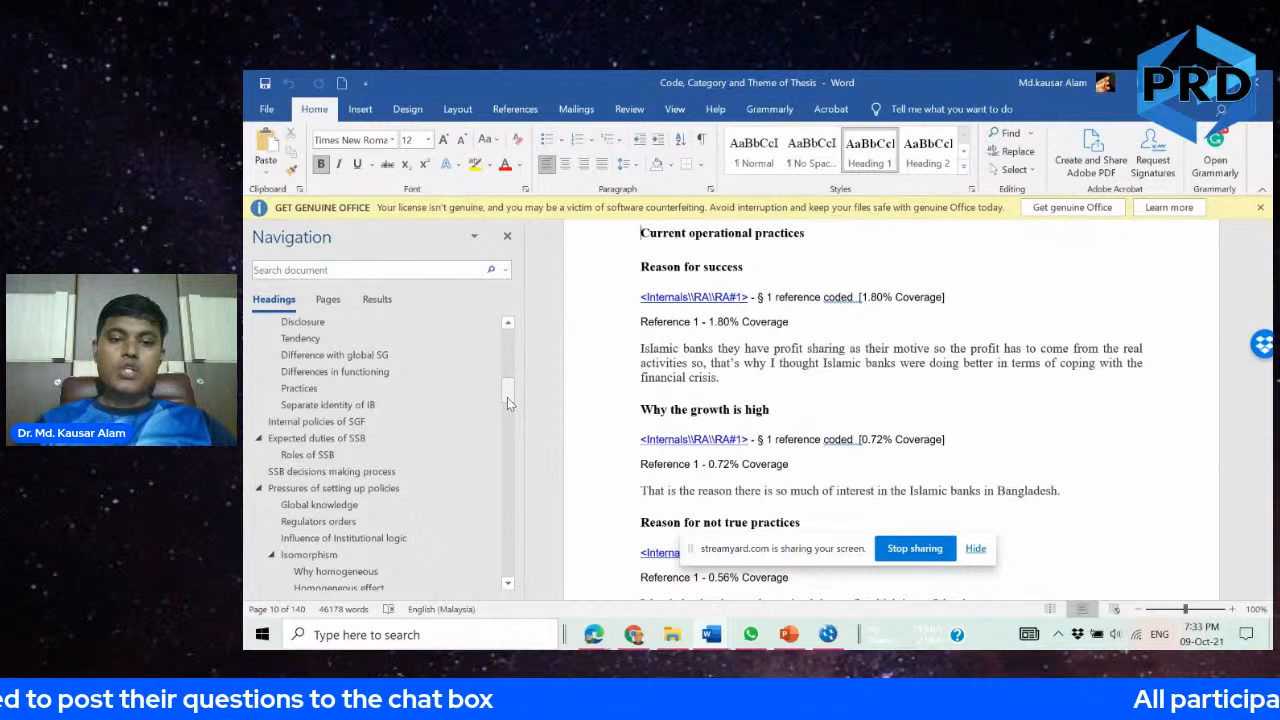 PRD
Code, Category and Theme of Thesis - Word
Md.kausar Alam
File Home Insert Design Layout References Mailings Review View Help Grammarly Acrobat Tell me what you want to do
Times New Roma 12
Paste
Clipboard
Font
Paragraph
AaBbCcI AaBbCcI AaBbCcl AaBbCcl
¶ Normal ¶ No Spac... Heading 1 Heading 2
Styles
Find
Replace
Select
Editing
Create and Share
Adobe PDF
Request
Signatures
Adobe Acrobat
Open
Grammarly
Grammarly
GET GENUINE OFFICE Your license isn't genuine, and you may be a victim of software counterfeiting. Avoid interruption and keep your files safe with genuine Office today. Get genuine Office Learn more
Navigation
Search document
Headings Pages Results
Disclosure
Tendency
Difference with global SG
Differences in functioning
Practices
Separate identity of iB
Internal policies of SGF
Expected duties of SSB
Roles of SSB
SSB decisions making process
Pressures of setting up policies
Global knowledge
Regulators orders
Influence of Institutional logic
Isomorphism
Why homogeneous
Homogeneous effect
Current operational practices
Reason for success
<Internals\\RA\\RA#1> - § 1 reference coded [1.80% Coverage]
Reference 1 - 1.80% Coverage
Islamic banks they have profit sharing as their motive so the profit has to come from the real
activities so, that's why I thought Islamic banks were doing better in terms of coping with the
financial crisis.
Why the growth is high
<Internals\\RA\\RA#1> - § 1 reference coded [0.72% Coverage]
Reference 1 - 0.72% Coverage
That is the reason there is so much of interest in the Islamic banks in Bangladesh.
Reason for not true practices
<Interna
Reference 1 - 0.56% Coverage
streamyard.com is sharing your screen. Stop sharing Hide
Dr. Md. Kausar Alam
Page 10 of 140 46178 words English (Malaysia) 100%
Type here to search
ENG
7:33 PM
09-Oct-21
ed to post their questions to the chat box All participa